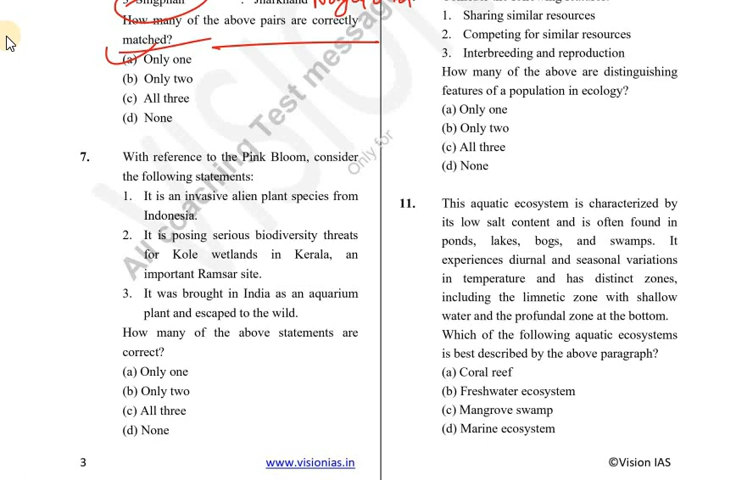 How many of the above pairs are correctly
matched?
(a) Only one
(b) Only two
(c) All three
(d) None
7. With reference to the Pink Bloom, consider
the following statements:
1. It is an invasive alien plant species from
Indonesia.
2. It is posing serious biodiversity threats
for Kole wetlands in Kerala, an
important Ramsar site.
3. It was brought in India as an aquarium
plant and escaped to the wild.
How many of the above statements are
correct?
(a) Only one
(b) Only two
(c) All three
(d) None
1. Sharing similar resources
2. Competing for similar resources
3. Interbreeding and reproduction
How many of the above are distinguishing
features of a population in ecology?
(a) Only one
(b) Only two
(c) All three
(d) None
11. This aquatic ecosystem is characterized by
its low salt content and is often found in
ponds, lakes, bogs, and swamps. It
experiences diurnal and seasonal variations
in temperature and has distinct zones,
including the limnetic zone with shallow
water and the profundal zone at the bottom.
Which of the following aquatic ecosystems
is best described by the above paragraph?
(a) Coral reef
(b) Freshwater ecosystem
(c) Mangrove swamp
(d) Marine ecosystem
All coaching Test message
Only for
VISION
3 www.visionias.in ©Vision IAS